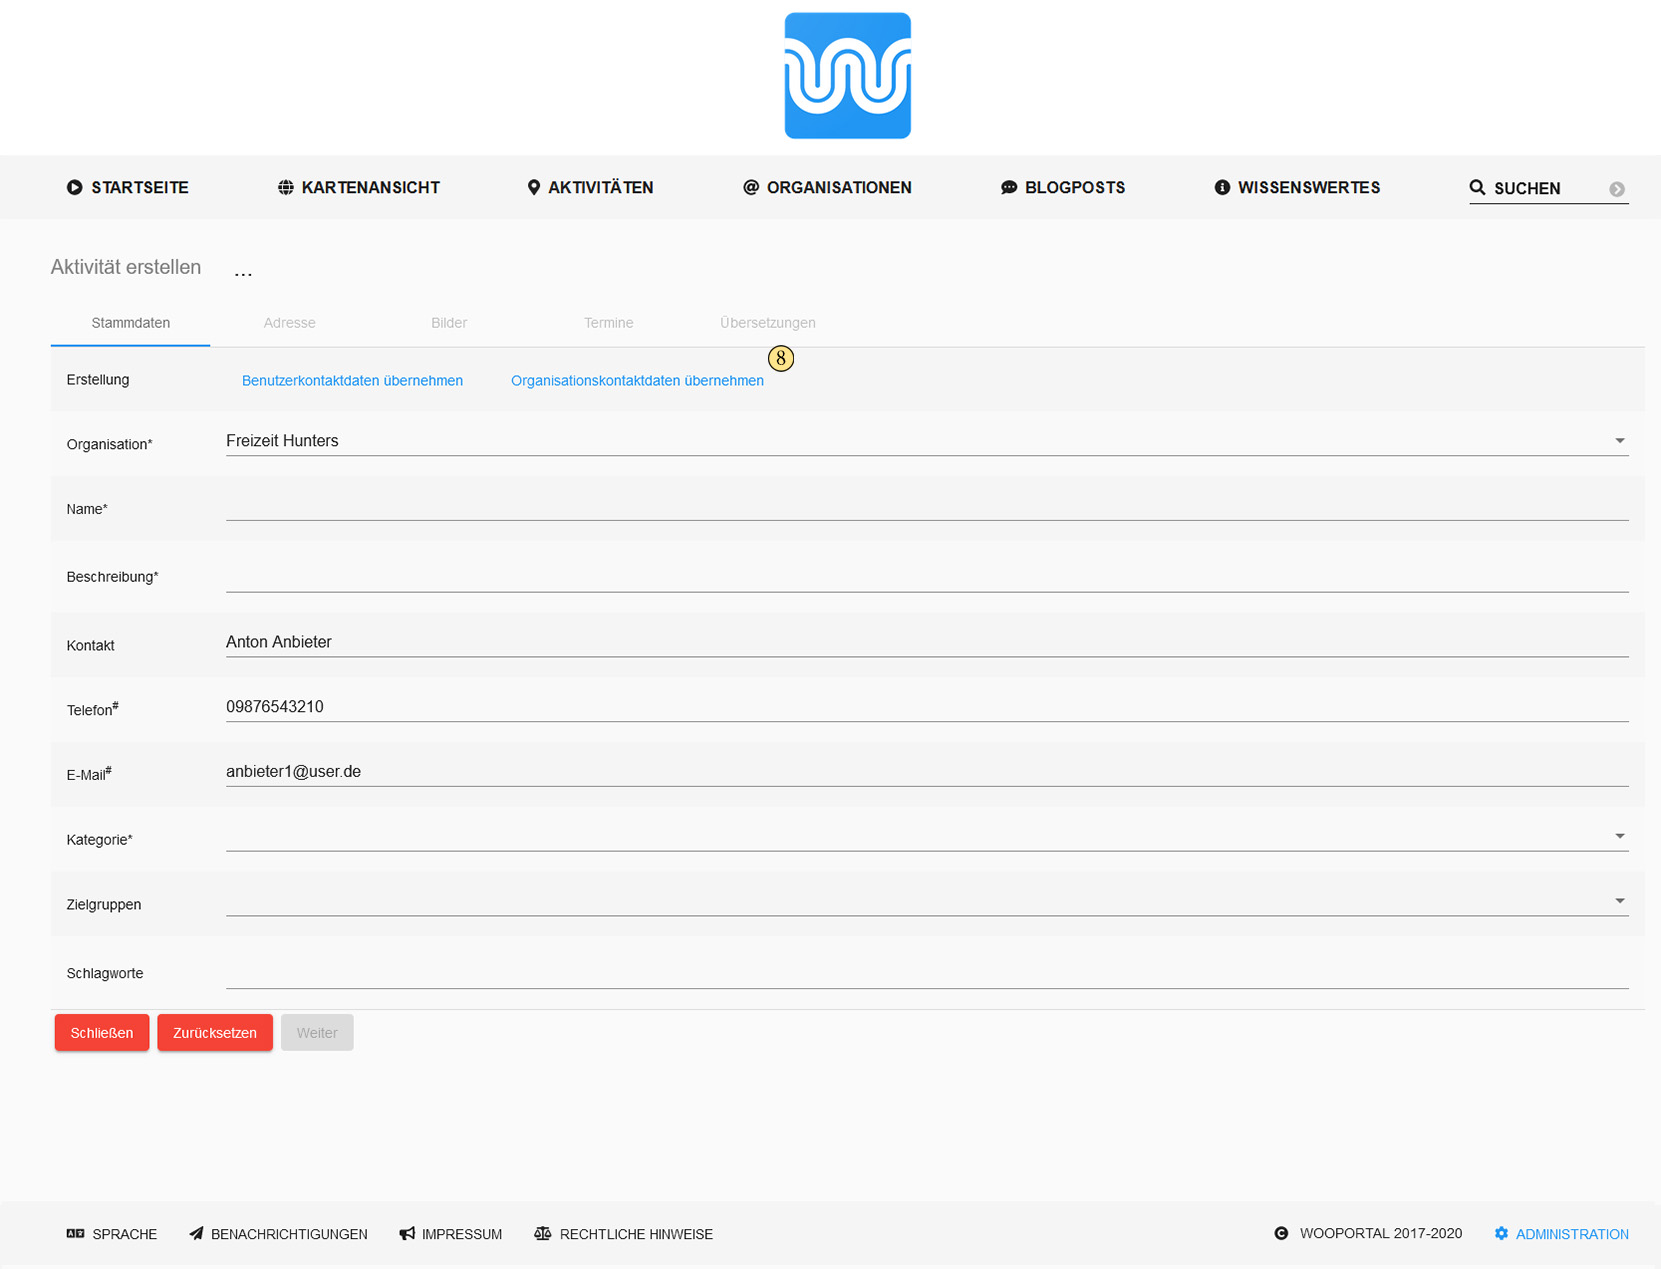 STARTSEITE KARTENANSICHT AKTIVITÄTEN ORGANISATIONEN BLOGPOSTS WISSENSWERTES SUCHEN
Aktivität erstellen ...
Stammdaten Adresse Bilder Termine Übersetzungen
8
Erstellung Benutzerkontaktdaten übernehmen Organisationskontaktdaten übernehmen
Organisation* Freizeit Hunters
Name*
Beschreibung*
Kontakt Anton Anbieter
Telefon# 09876543210
E-Mail# anbieter1@user.de
Kategorie*
Zielgruppen
Schlagworte
Schließen Zurücksetzen Weiter
SPRACHE BENACHRICHTIGUNGEN IMPRESSUM RECHTLICHE HINWEISE WOOPORTAL 2017-2020 ADMINISTRATION